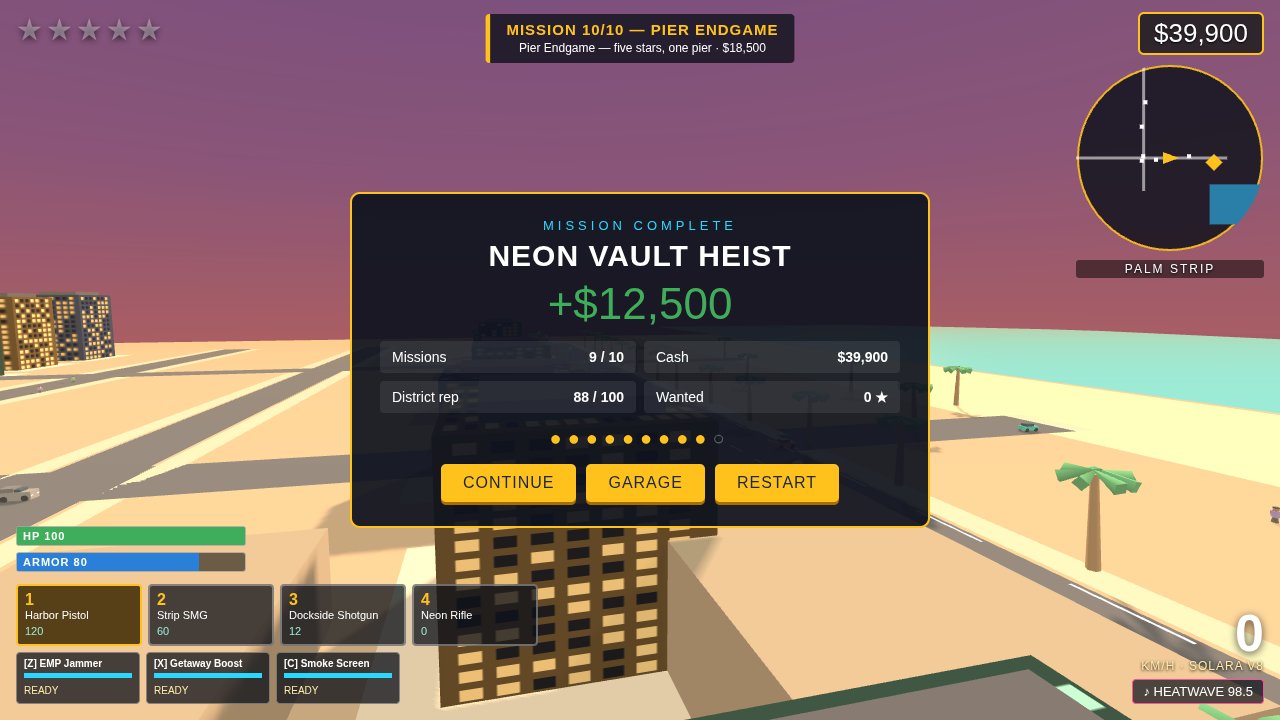 ★★★★★
MISSION 10/10 — PIER ENDGAME
Pier Endgame — five stars, one pier · $18,500
$39,900
PALM STRIP
MISSION COMPLETE
NEON VAULT HEIST
+$12,500
Missions 9 / 10
Cash $39,900
District rep 88 / 100
Wanted 0 ★
CONTINUE
GARAGE
RESTART
HP 100
ARMOR 80
1
Harbor Pistol
120
2
Strip SMG
60
3
Dockside Shotgun
12
4
Neon Rifle
0
[Z] EMP Jammer
READY
[X] Getaway Boost
READY
[C] Smoke Screen
READY
0
KM/H · SOLARA V8
♪ HEATWAVE 98.5